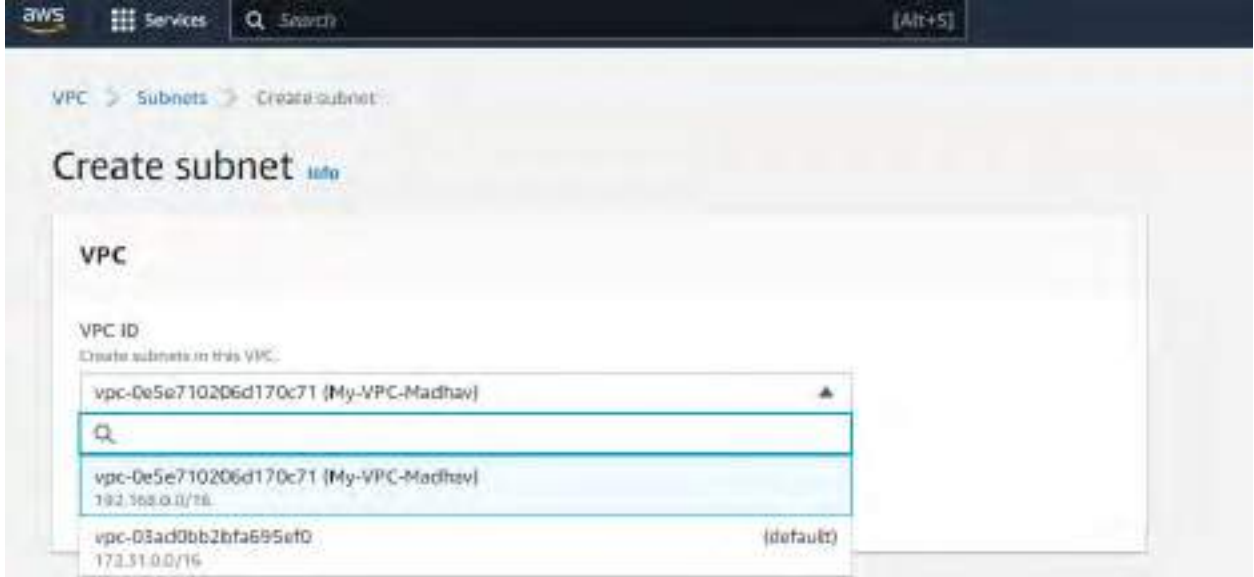 aws Services Search [Alt+S]
VPC > Subnets > Create subnet
Create subnet Info
VPC
VPC ID
Create subnets in this VPC.
vpc-0e5e710206d170c71 (My-VPC-Madhav)
vpc-0e5e710206d170c71 (My-VPC-Madhav)
192.168.0.0/16
vpc-03ad0bb2bfa695ef0 (default)
172.31.0.0/16